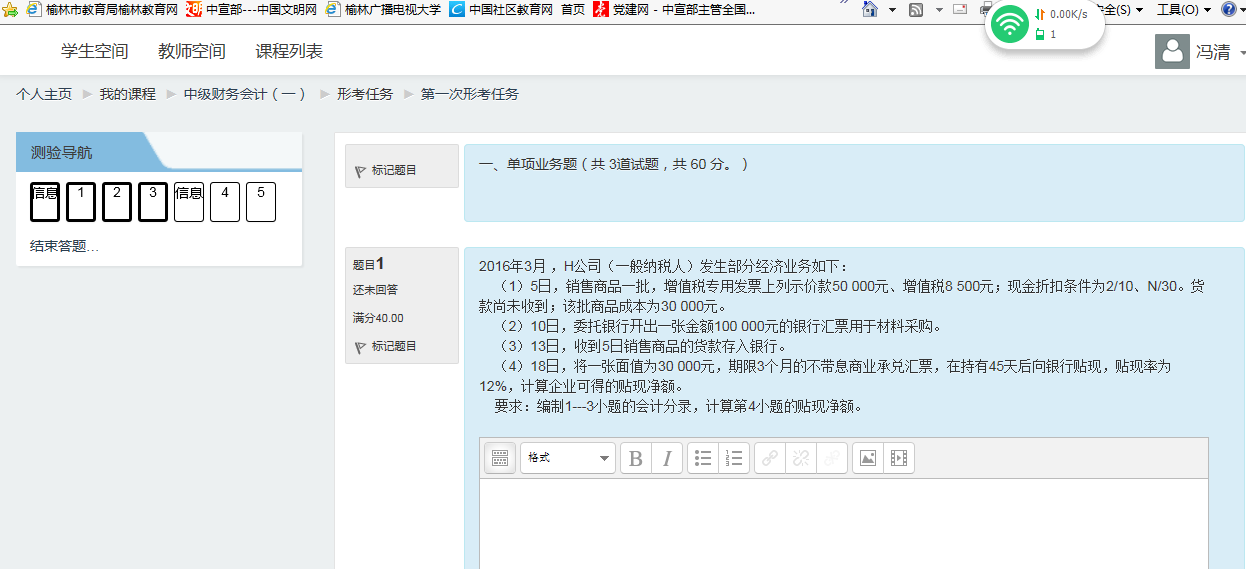 榆林市教育局榆林教育网 中宣部---中国文明网 榆林广播电视大学 中国社区教育网 首页 党建网 - 中宣部主管全国... 全(S) 工具(O)
0.00K/s
1
学生空间 教师空间 课程列表 冯清
个人主页 我的课程 中级财务会计（一） 形考任务 第一次形考任务
测验导航
信息 1 2 3 信息 4 5
结束答题...
标记题目
一、单项业务题（共 3道试题，共 60 分。）
题目1
还未回答
满分40.00
标记题目
2016年3月 ，H公司（一般纳税人）发生部分经济业务如下：
（1）5日，销售商品一批，增值税专用发票上列示价款50 000元、增值税8 500元；现金折扣条件为2/10、N/30。货
款尚未收到；该批商品成本为30 000元。
（2）10日，委托银行开出一张金额100 000元的银行汇票用于材料采购。
（3）13日，收到5日销售商品的货款存入银行。
（4）18日，将一张面值为30 000元，期限3个月的不带息商业承兑汇票，在持有45天后向银行贴现，贴现率为
12%，计算企业可得的贴现净额。
要求：编制1---3小题的会计分录，计算第4小题的贴现净额。
格式 B I